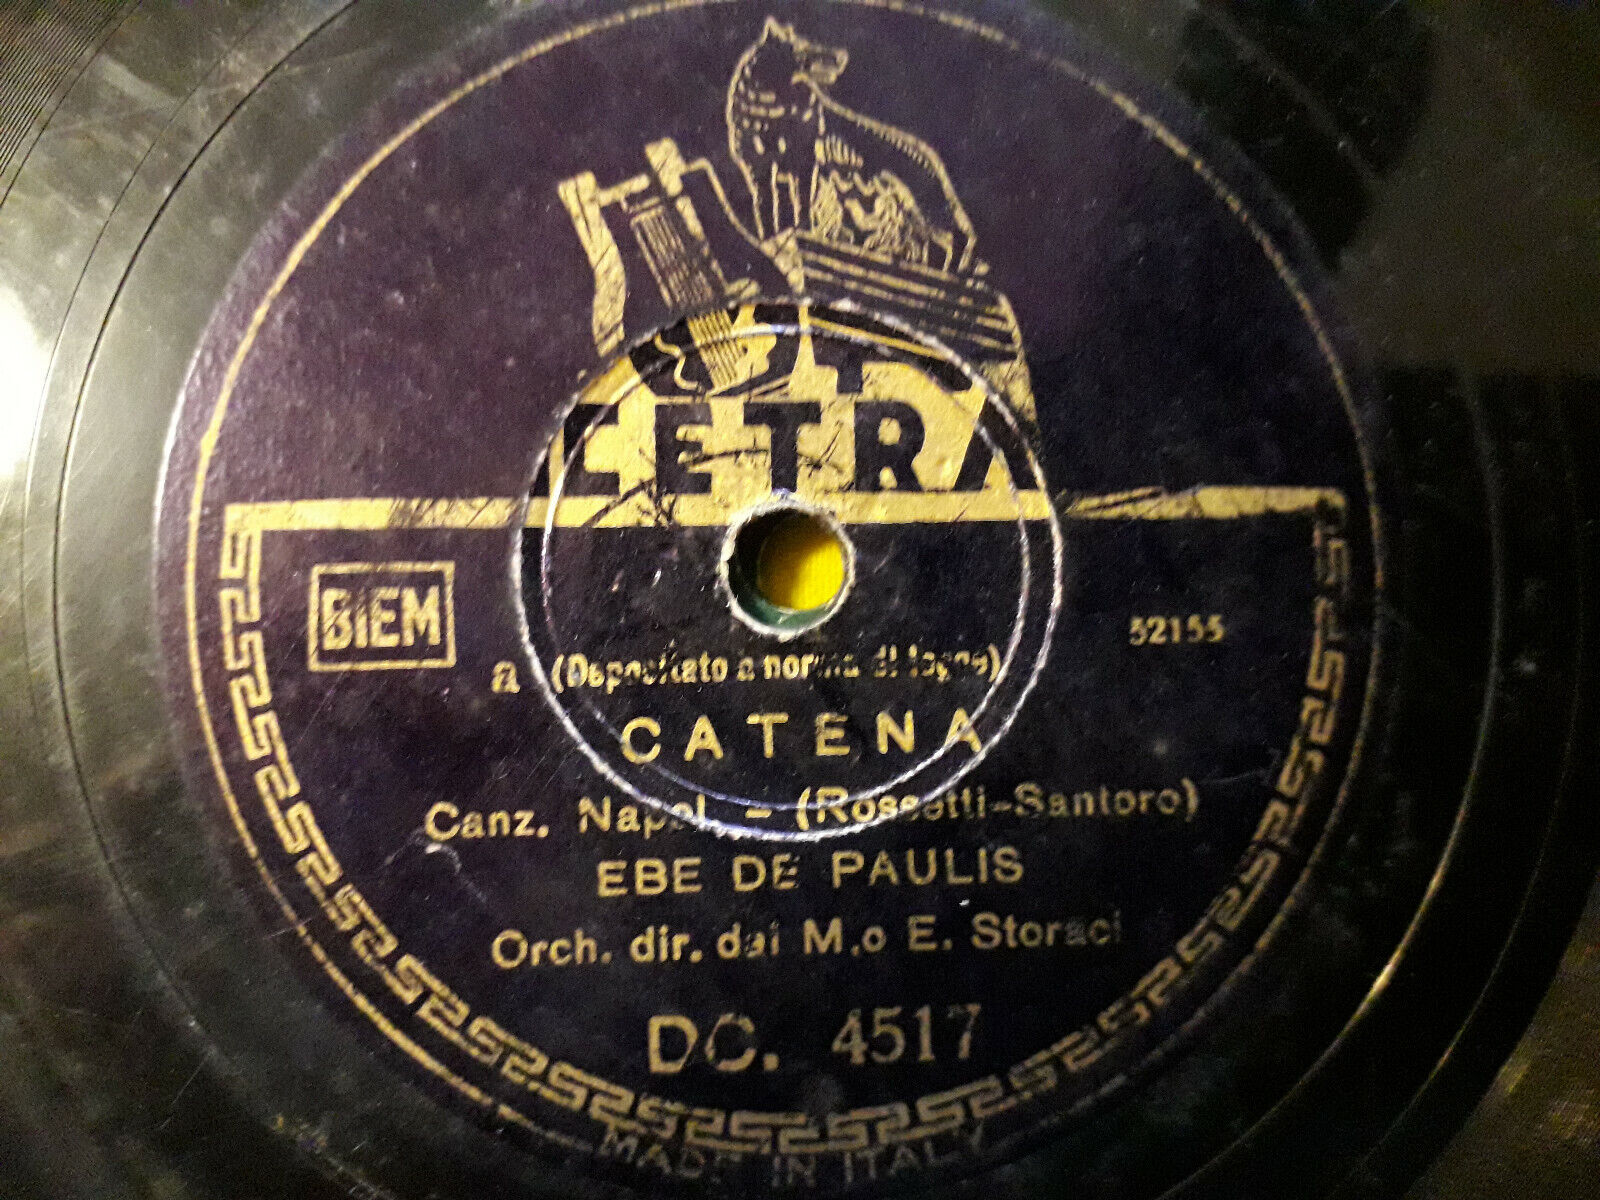 CETRA
BIEM
52155
a (Depositato a norma di legge)
CATENA
Canz. Napol. - (Rossetti-Santoro)
EBE DE PAULIS
Orch. dir. dal M.o E. Storaci
DC. 4517
MADE IN ITALY